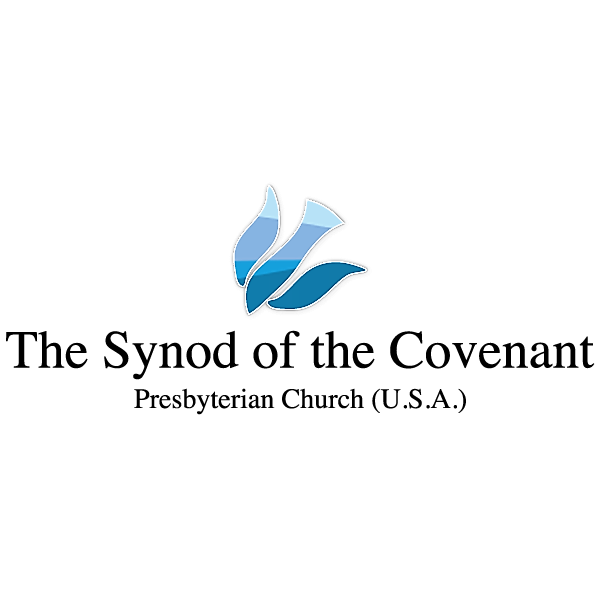 The Synod of the Covenant
Presbyterian Church (U.S.A.)